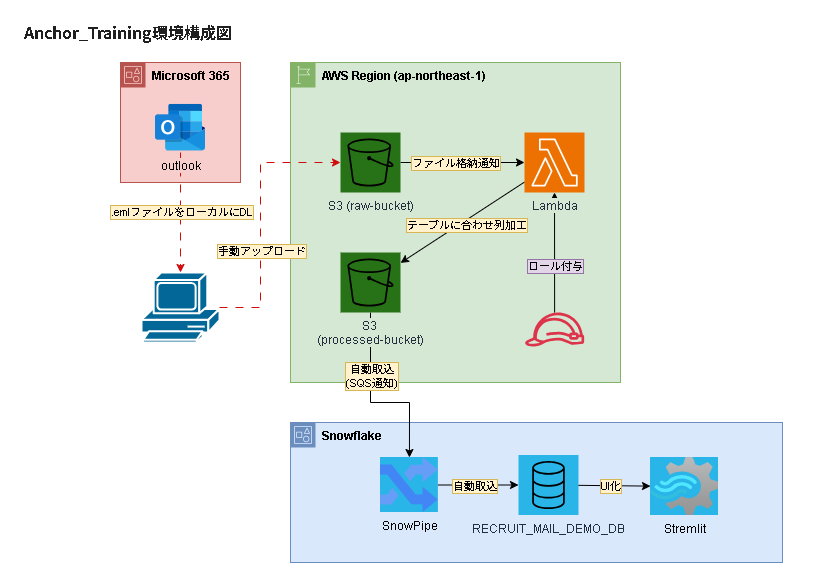 Anchor_Training環境構成図
Microsoft 365
AWS Region (ap-northeast-1)
outlook
.emlファイルをローカルにDL
手動アップロード
S3 (raw-bucket)
ファイル格納通知
Lambda
テーブルに合わせ列加工
ロール付与
S3
(processed-bucket)
自動取込
(SQS通知)
Snowflake
SnowPipe
自動取込
RECRUIT_MAIL_DEMO_DB
UI化
Stremlit